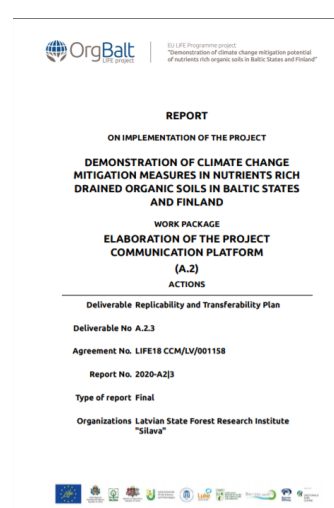 OrgBalt
LIFE project
EU LIFE Programme project
"Demonstration of climate change mitigation potential
of nutrients rich organic soils in Baltic States and Finland"
REPORT
ON IMPLEMENTATION OF THE PROJECT
DEMONSTRATION OF CLIMATE CHANGE
MITIGATION MEASURES IN NUTRIENTS RICH
DRAINED ORGANIC SOILS IN BALTIC STATES
AND FINLAND
WORK PACKAGE
ELABORATION OF THE PROJECT
COMMUNICATION PLATFORM
(A.2)
ACTIONS
Deliverable Replicability and Transferability Plan
Deliverable No A.2.3
Agreement No. LIFE18 CCM/LV/001158
Report No. 2020-A2|3
Type of report Final
Organizations Latvian State Forest Research Institute
"Silava"